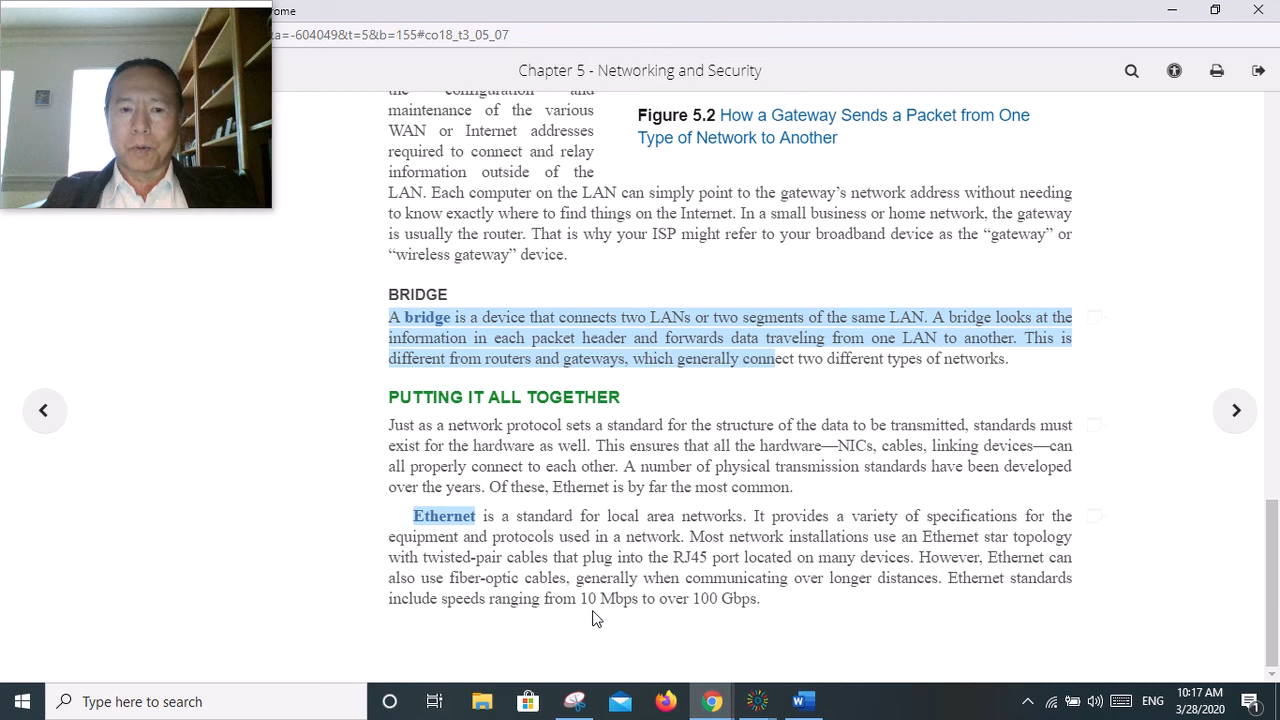 ome
a=-604049&t=5&b=155#co18_t3_05_07
Chapter 5 - Networking and Security
the configuration and
maintenance of the various
WAN or Internet addresses
required to connect and relay
information outside of the
LAN. Each computer on the LAN can simply point to the gateway’s network address without needing
to know exactly where to find things on the Internet. In a small business or home network, the gateway
is usually the router. That is why your ISP might refer to your broadband device as the “gateway” or
“wireless gateway” device.
Figure 5.2 How a Gateway Sends a Packet from One
Type of Network to Another
BRIDGE
A bridge is a device that connects two LANs or two segments of the same LAN. A bridge looks at the
information in each packet header and forwards data traveling from one LAN to another. This is
different from routers and gateways, which generally connect two different types of networks.
PUTTING IT ALL TOGETHER
Just as a network protocol sets a standard for the structure of the data to be transmitted, standards must
exist for the hardware as well. This ensures that all the hardware—NICs, cables, linking devices—can
all properly connect to each other. A number of physical transmission standards have been developed
over the years. Of these, Ethernet is by far the most common.
Ethernet is a standard for local area networks. It provides a variety of specifications for the
equipment and protocols used in a network. Most network installations use an Ethernet star topology
with twisted-pair cables that plug into the RJ45 port located on many devices. However, Ethernet can
also use fiber-optic cables, generally when communicating over longer distances. Ethernet standards
include speeds ranging from 10 Mbps to over 100 Gbps.
Type here to search
ENG
8:17 AM
3/28/2020